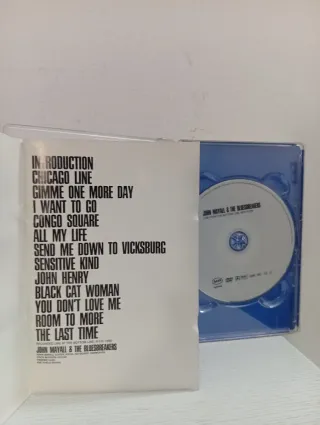 IN RODUCTION
CHICAGO LINE
GIMME ONE MORE DAY
I WANT TO GO
CONGO SQUARE
ALL MY LIFE
SEND ME DOWN TO VICKSBURG
SENSITIVE KIND
JOHN HENRY
BLACK CAT WOMAN
YOU DON'T LOVE ME
ROOM TO MORE
THE LAST TIME
JOHN MAYALL & THE BLUESBREAKERS
JOHN MAYALL & THE BLUESBREAKERS